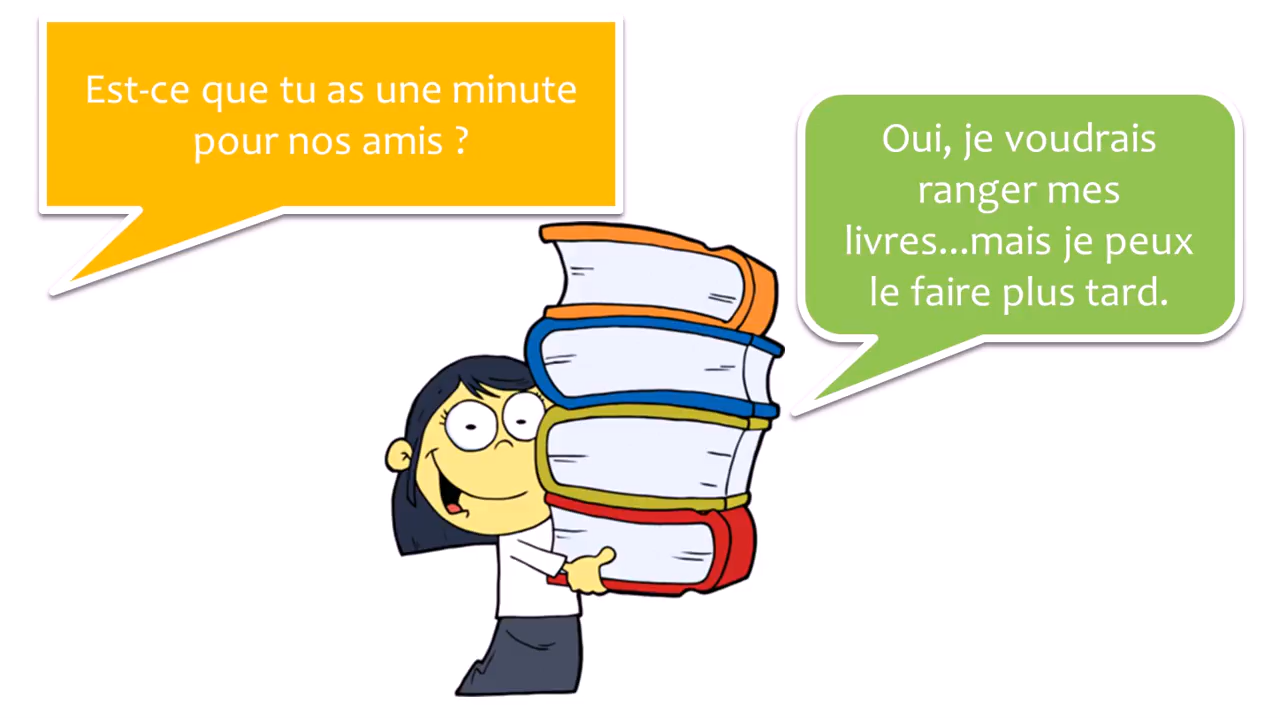 Est-ce que tu as une minute
pour nos amis ?
Oui, je voudrais
ranger mes
livres...mais je peux
le faire plus tard.